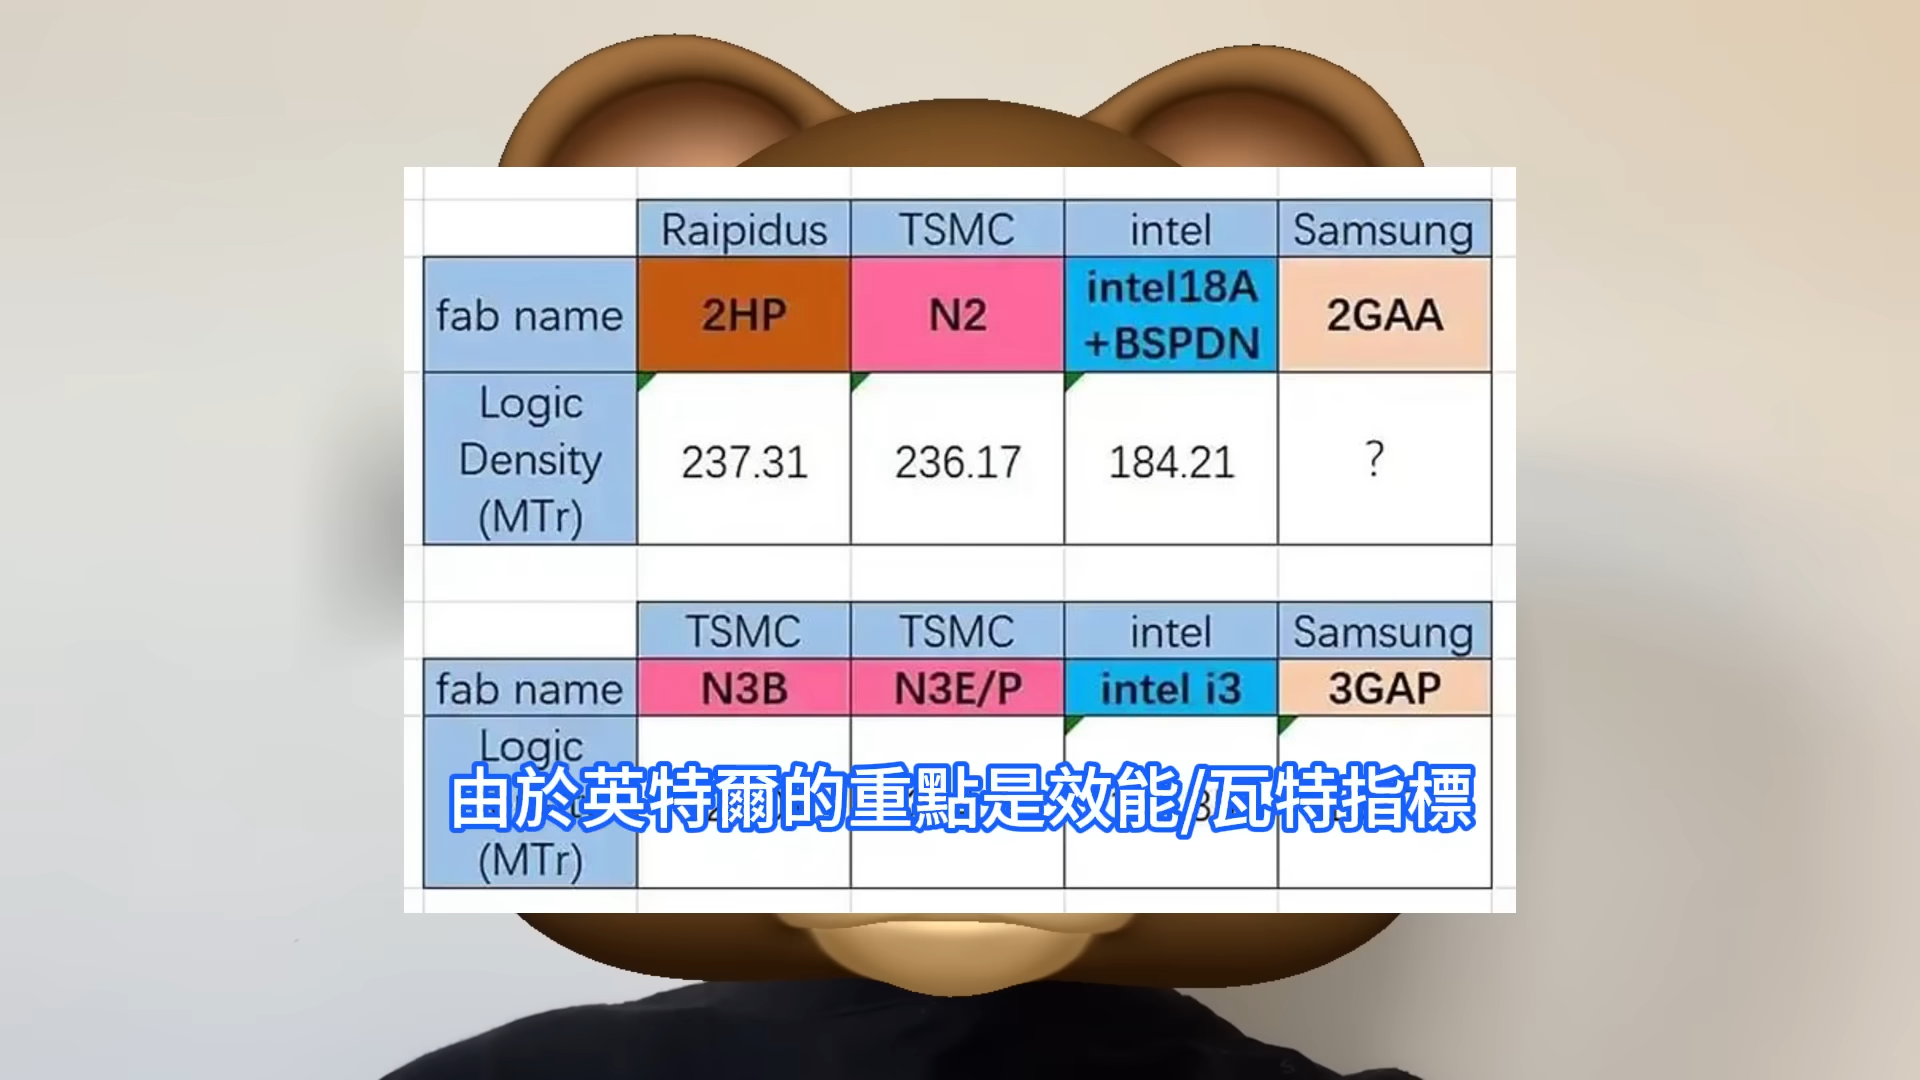 Raipidus TSMC intel Samsung
fab name 2HP N2 intel18A
+BSPDN 2GAA
Logic
Density
(MTr) 237.31 236.17 184.21 ?
TSMC TSMC intel Samsung
fab name N3B N3E/P intel i3 3GAP
Logic
(MTr)
由於英特爾的重點是效能/瓦特指標